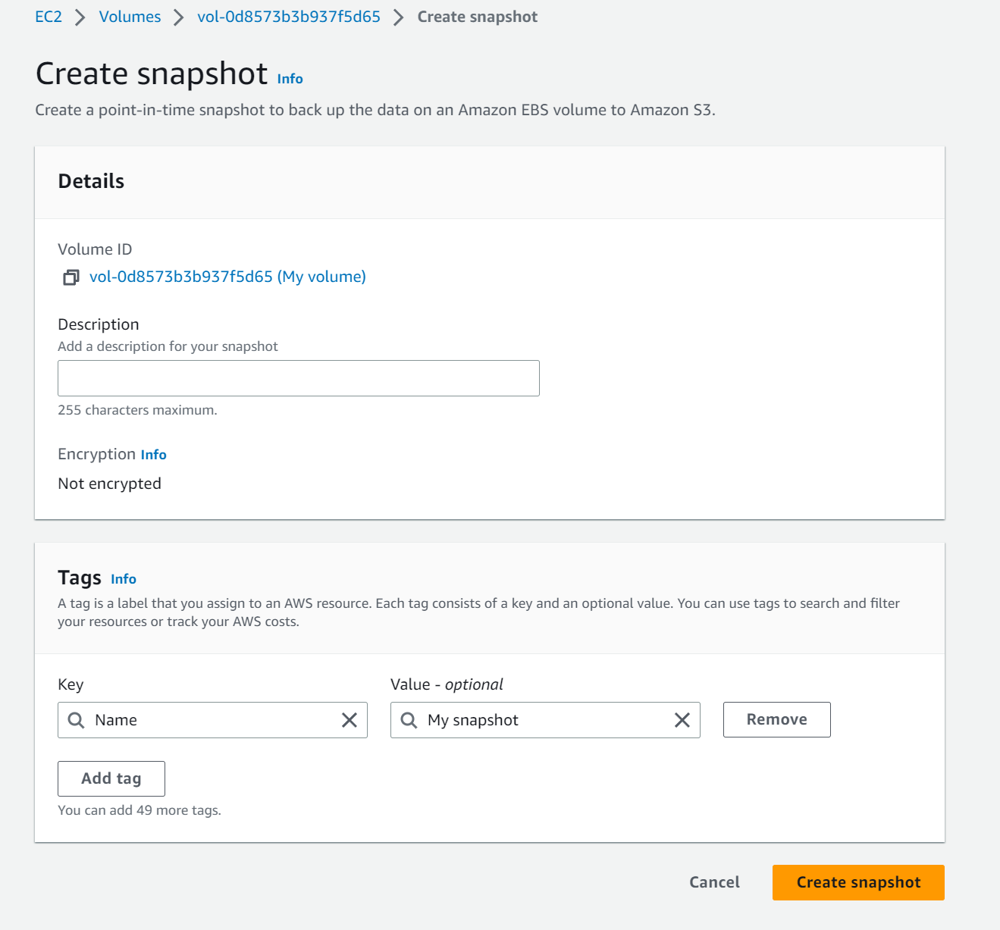 EC2 > Volumes > vol-0d8573b3b937f5d65 > Create snapshot
Create snapshot Info
Create a point-in-time snapshot to back up the data on an Amazon EBS volume to Amazon S3.
Details
Volume ID
vol-0d8573b3b937f5d65 (My volume)
Description
Add a description for your snapshot
255 characters maximum.
Encryption Info
Not encrypted
Tags Info
A tag is a label that you assign to an AWS resource. Each tag consists of a key and an optional value. You can use tags to search and filter
your resources or track your AWS costs.
Key Value - optional
Name My snapshot Remove
Add tag
You can add 49 more tags.
Cancel Create snapshot